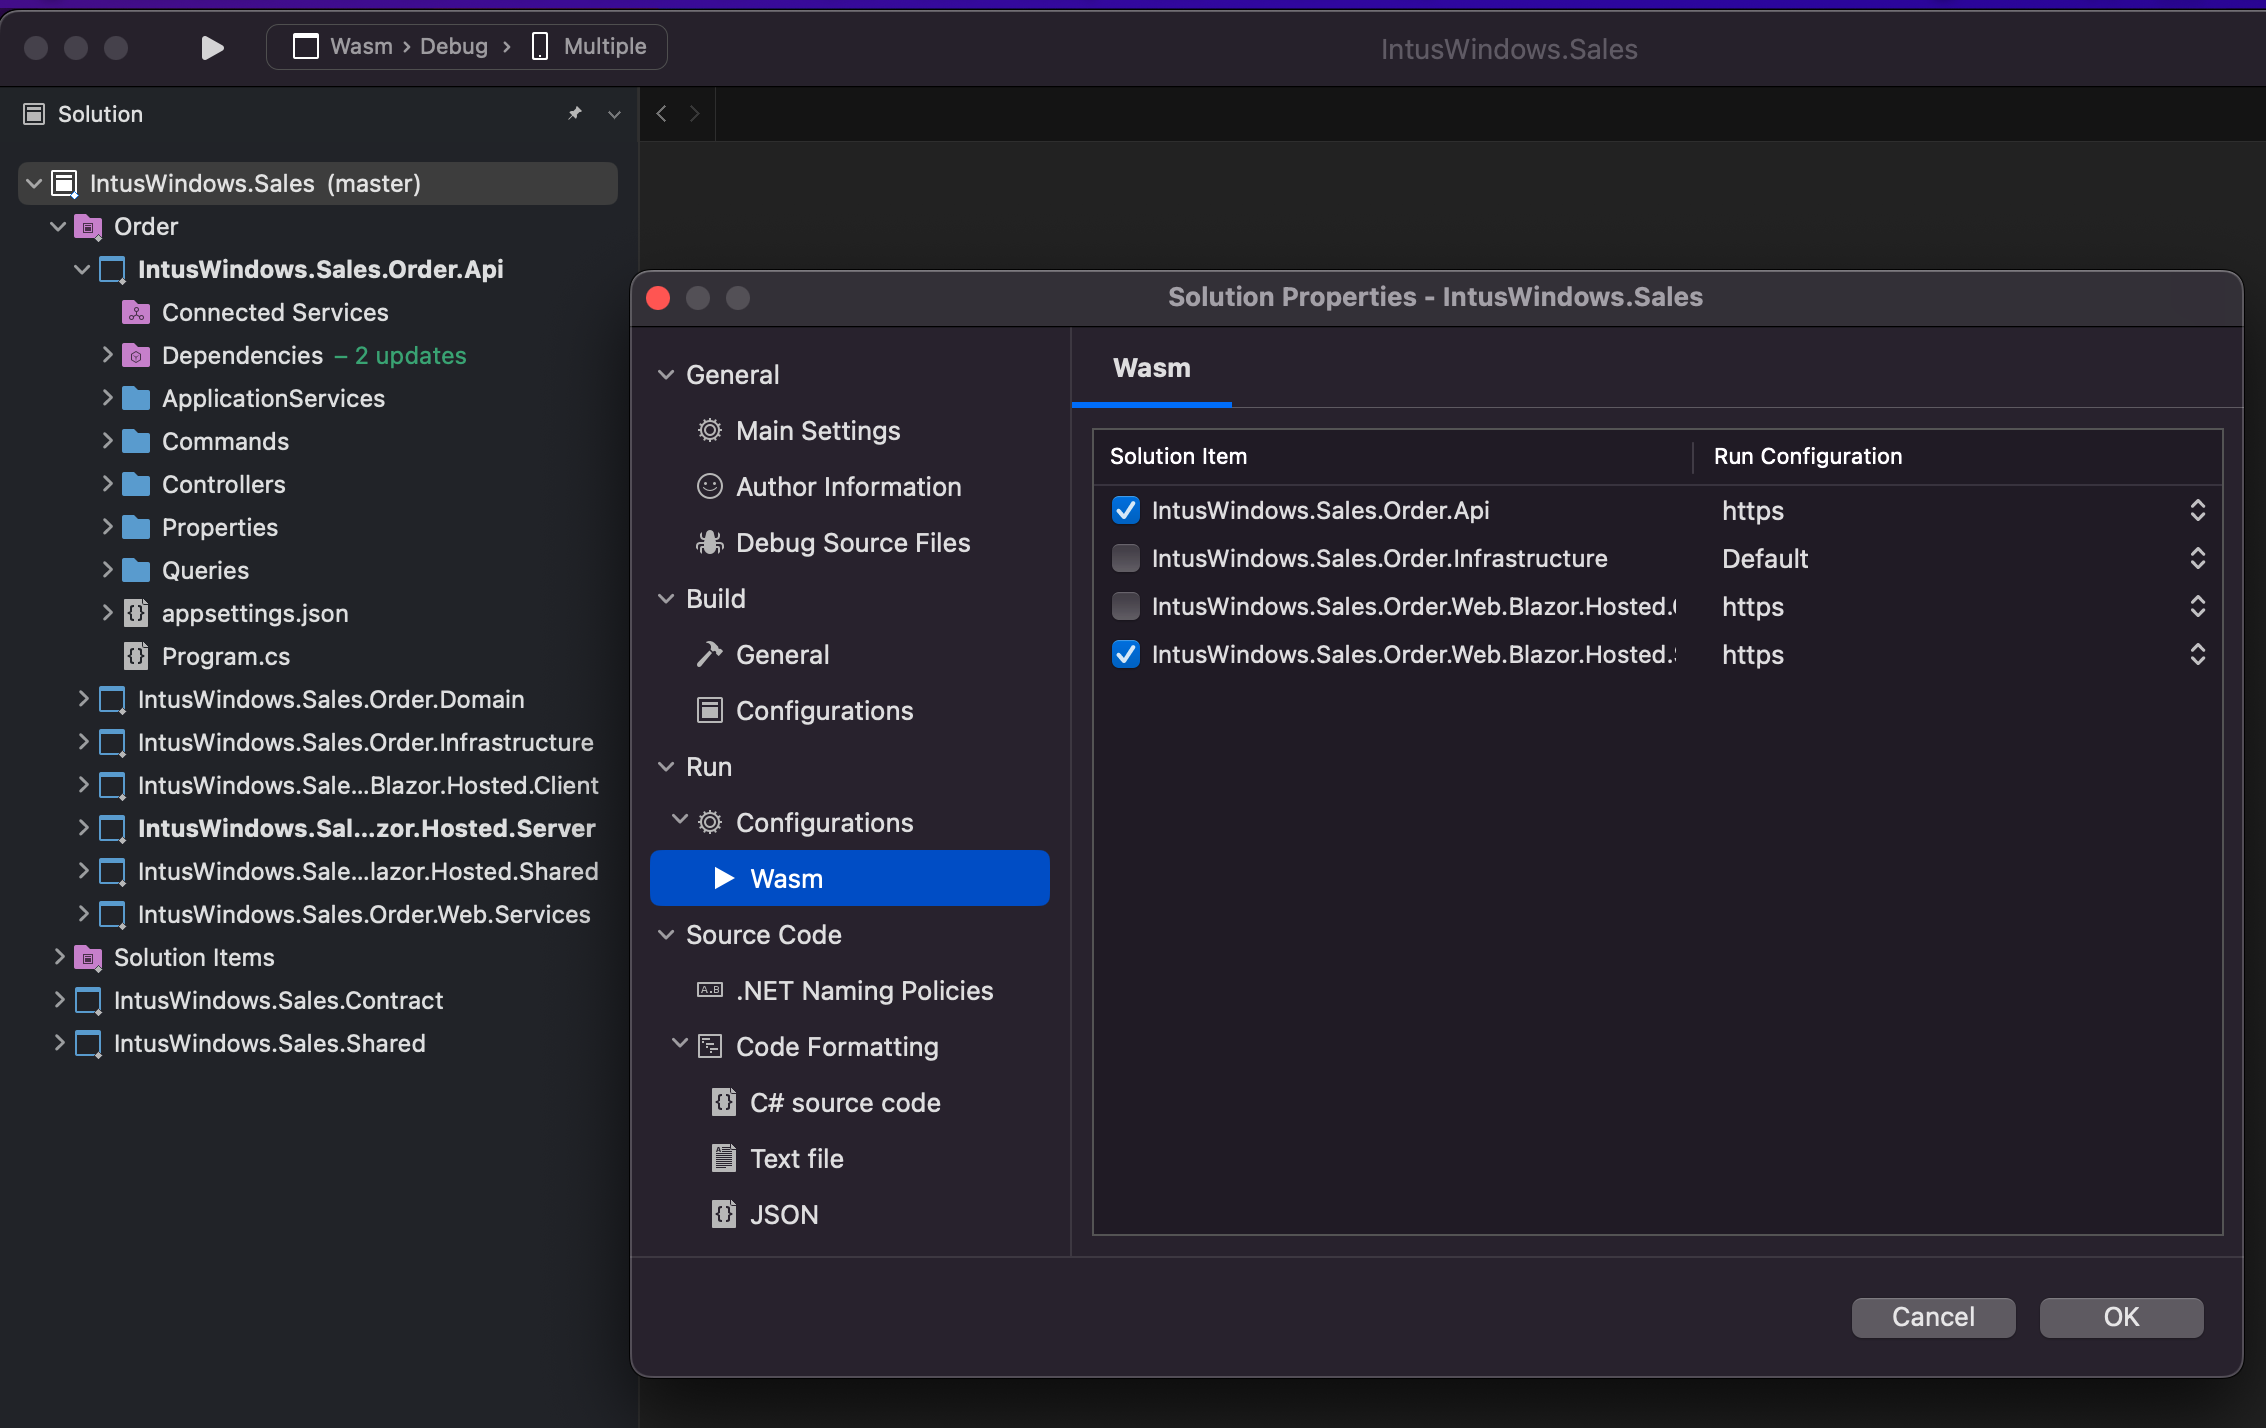 Wasm › Debug › Multiple
IntusWindows.Sales
Solution
IntusWindows.Sales (master)
Order
IntusWindows.Sales.Order.Api
Connected Services
Dependencies – 2 updates
ApplicationServices
Commands
Controllers
Properties
Queries
appsettings.json
Program.cs
IntusWindows.Sales.Order.Domain
IntusWindows.Sales.Order.Infrastructure
IntusWindows.Sale...Blazor.Hosted.Client
IntusWindows.Sal...zor.Hosted.Server
IntusWindows.Sale...lazor.Hosted.Shared
IntusWindows.Sales.Order.Web.Services
Solution Items
IntusWindows.Sales.Contract
IntusWindows.Sales.Shared
Solution Properties - IntusWindows.Sales
General
Main Settings
Author Information
Debug Source Files
Build
General
Configurations
Run
Configurations
Wasm
Source Code
.NET Naming Policies
Code Formatting
C# source code
Text file
JSON
Wasm
Solution Item Run Configuration
IntusWindows.Sales.Order.Api https
IntusWindows.Sales.Order.Infrastructure Default
IntusWindows.Sales.Order.Web.Blazor.Hosted. https
IntusWindows.Sales.Order.Web.Blazor.Hosted. https
Cancel OK